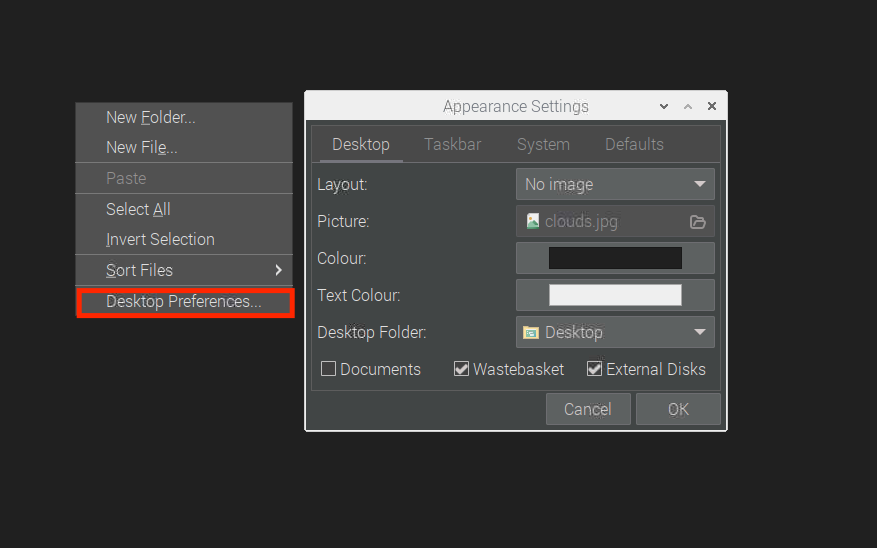 New Folder...
New File...
Paste
Select All
Invert Selection
Sort Files
Desktop Preferences...
Appearance Settings
Desktop Taskbar System Defaults
Layout: No image
Picture: clouds.jpg
Colour:
Text Colour:
Desktop Folder: Desktop
Documents Wastebasket External Disks
Cancel OK